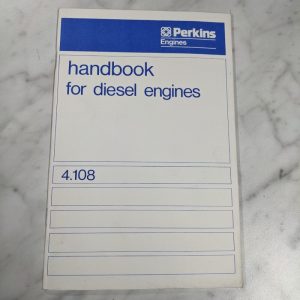 Perkins
Engines
handbook
for diesel engines
4.108